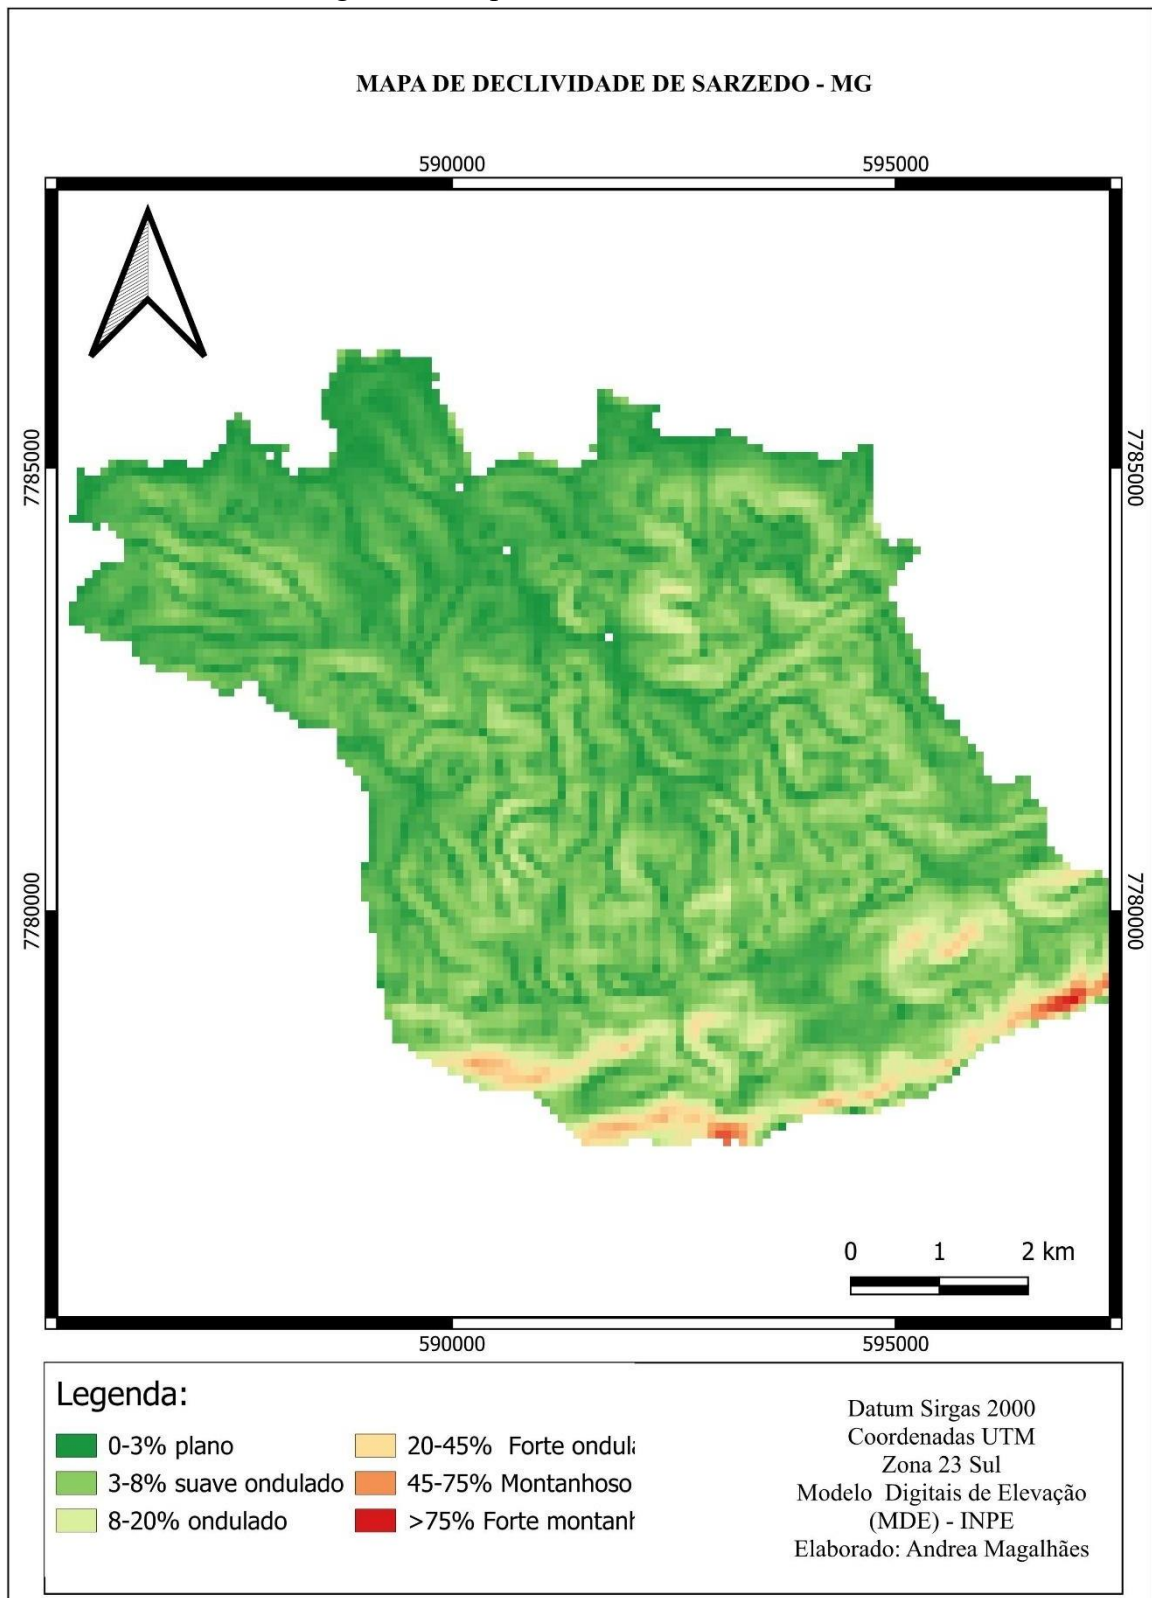 MAPA DE DECLIVIDADE DE SARZEDO - MG
590000 595000
7785000 7785000
7780000 7780000
0 1 2 km
590000 595000
Legenda:
0-3% plano
3-8% suave ondulado
8-20% ondulado
20-45% Forte ondul
45-75% Montanhoso
>75% Forte montan
Datum Sirgas 2000
Coordenadas UTM
Zona 23 Sul
Modelo Digitais de Elevação
(MDE) - INPE
Elaborado: Andrea Magalhães